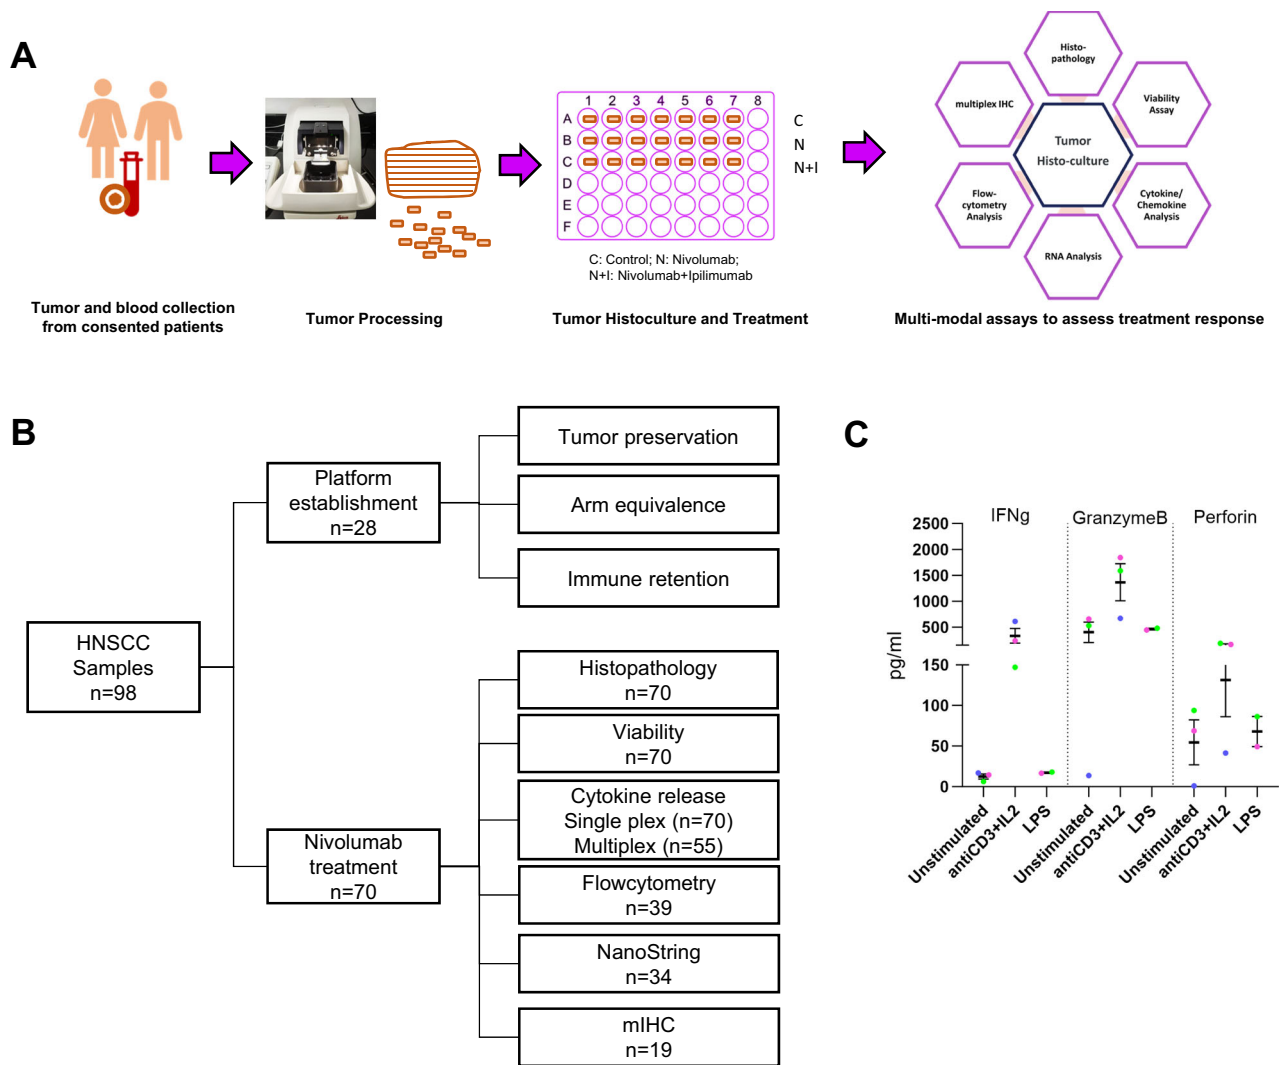 A
1 2 3 4 5 6 7 8
A
B
C
D
E
F
C
N
N+I
C: Control; N: Nivolumab;
N+I: Nivolumab+Ipilimumab
Histo-
pathology
multiplex IHC
Viability
Assay
Tumor
Histo-culture
Flow-
cytometry
Analysis
Cytokine/
Chemokine
Analysis
RNA Analysis
Tumor and blood collection
from consented patients
Tumor Processing
Tumor Histoculture and Treatment
Multi-modal assays to assess treatment response
B
HNSCC
Samples
n=98
Platform
establishment
n=28
Tumor preservation
Arm equivalence
Immune retention
Nivolumab
treatment
n=70
Histopathology
n=70
Viability
n=70
Cytokine release
Single plex (n=70)
Multiplex (n=55)
Flowcytometry
n=39
NanoString
n=34
mIHC
n=19
C
IFNg GranzymeB Perforin
pg/ml
2500
2000
1500
1000
500
150
100
50
0
Unstimulated
antiCD3+IL2
LPS
Unstimulated
antiCD3+IL2
LPS
Unstimulated
antiCD3+IL2
LPS